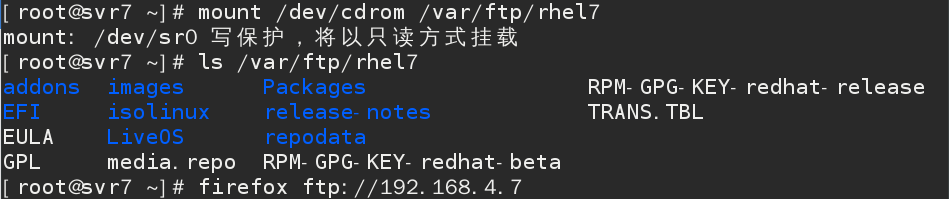 [root@svr7 ~]# mount /dev/cdrom /var/ftp/rhel7
mount: /dev/sr0 写保护，将以只读方式挂载
[root@svr7 ~]# ls /var/ftp/rhel7
addons images Packages RPM-GPG-KEY-redhat-release
EFI isolinux release-notes TRANS.TBL
EULA LiveOS repodata
GPL media.repo RPM-GPG-KEY-redhat-beta
[root@svr7 ~]# firefox ftp://192.168.4.7